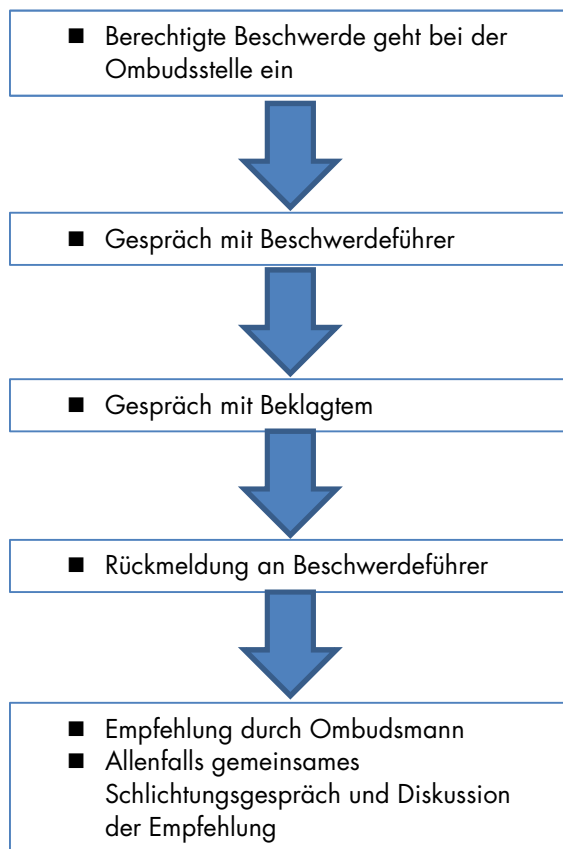 ■ Berechtigte Beschwerde geht bei der
Ombudsstelle ein
■ Gespräch mit Beschwerdeführer
■ Gespräch mit Beklagtem
■ Rückmeldung an Beschwerdeführer
■ Empfehlung durch Ombudsmann
■ Allenfalls gemeinsames
Schlichtungsgespräch und Diskussion
der Empfehlung